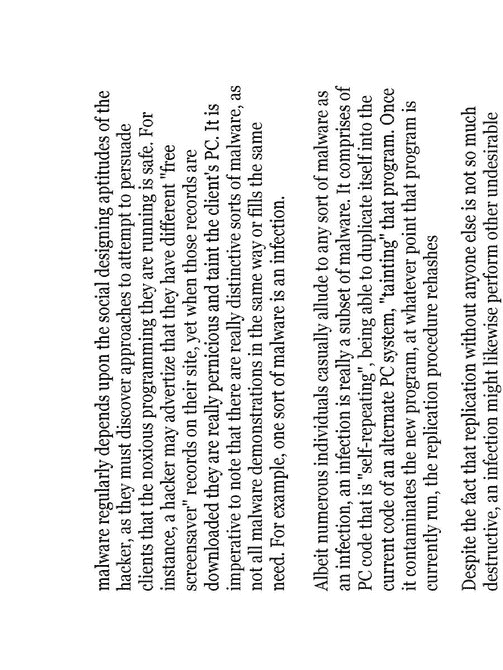 malware regularly depends upon the social designing aptitudes of the
hacker, as they must discover approaches to attempt to persuade
clients that the noxious programming they are running is safe. For
instance, a hacker may advertize that they have different "free
screensaver" records on their site, yet when those records are
downloaded they are really pernicious and taint the client's PC. It is
imperative to note that there are really distinctive sorts of malware, as
not all malware demonstrations in the same way or fills the same
need. For example, one sort of malware is an infection.
Albeit numerous individuals casually allude to any sort of malware as
an infection, an infection is really a subset of malware. It comprises of
PC code that is "self-repeating", being able to duplicate itself into the
current code of an alternate PC system, "tainting" that program. Once
it contaminates the new program, at whatever point that program is
currently run, the replication procedure rehashes
Despite the fact that replication without anyone else is not so much
destructive, an infection might likewise perform other undesirable